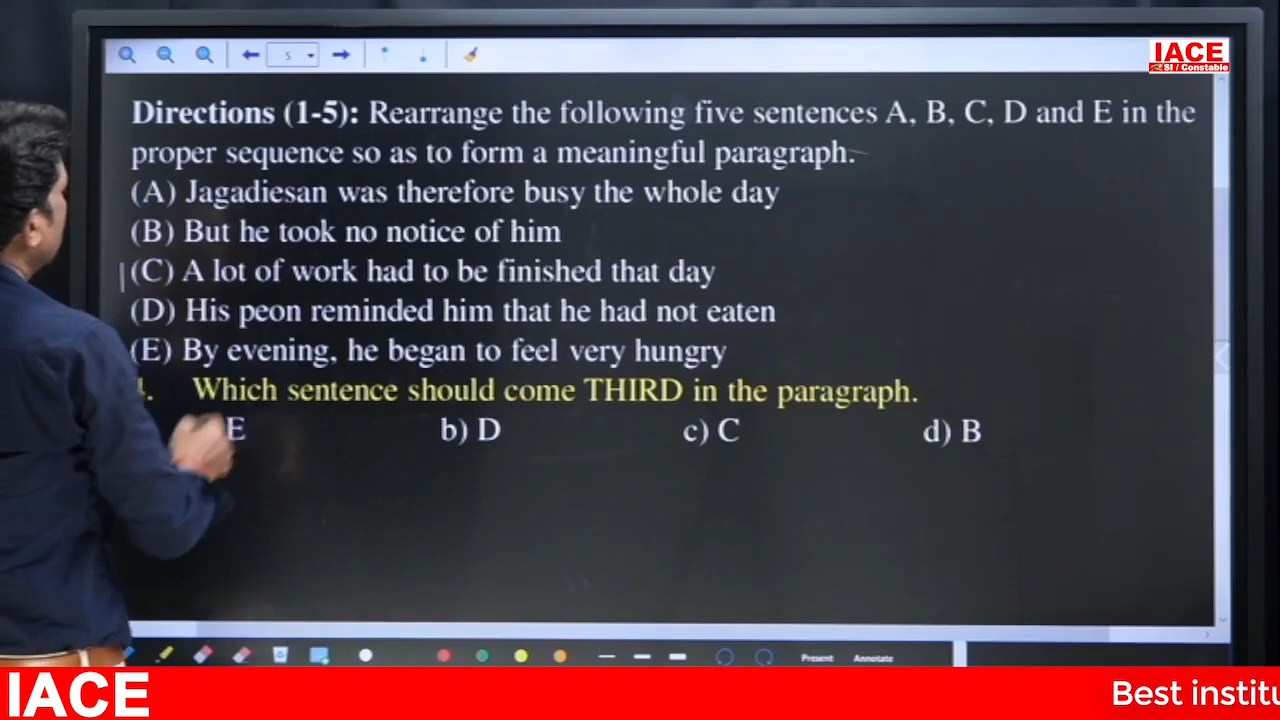 IACE
SI / Constable
5
Directions (1-5): Rearrange the following five sentences A, B, C, D and E in the
proper sequence so as to form a meaningful paragraph.
(A) Jagadiesan was therefore busy the whole day
(B) But he took no notice of him
(C) A lot of work had to be finished that day
(D) His peon reminded him that he had not eaten
(E) By evening, he began to feel very hungry
Which sentence should come THIRD in the paragraph.
E b) D c) C d) B
Present Annotate
IACE Best institu